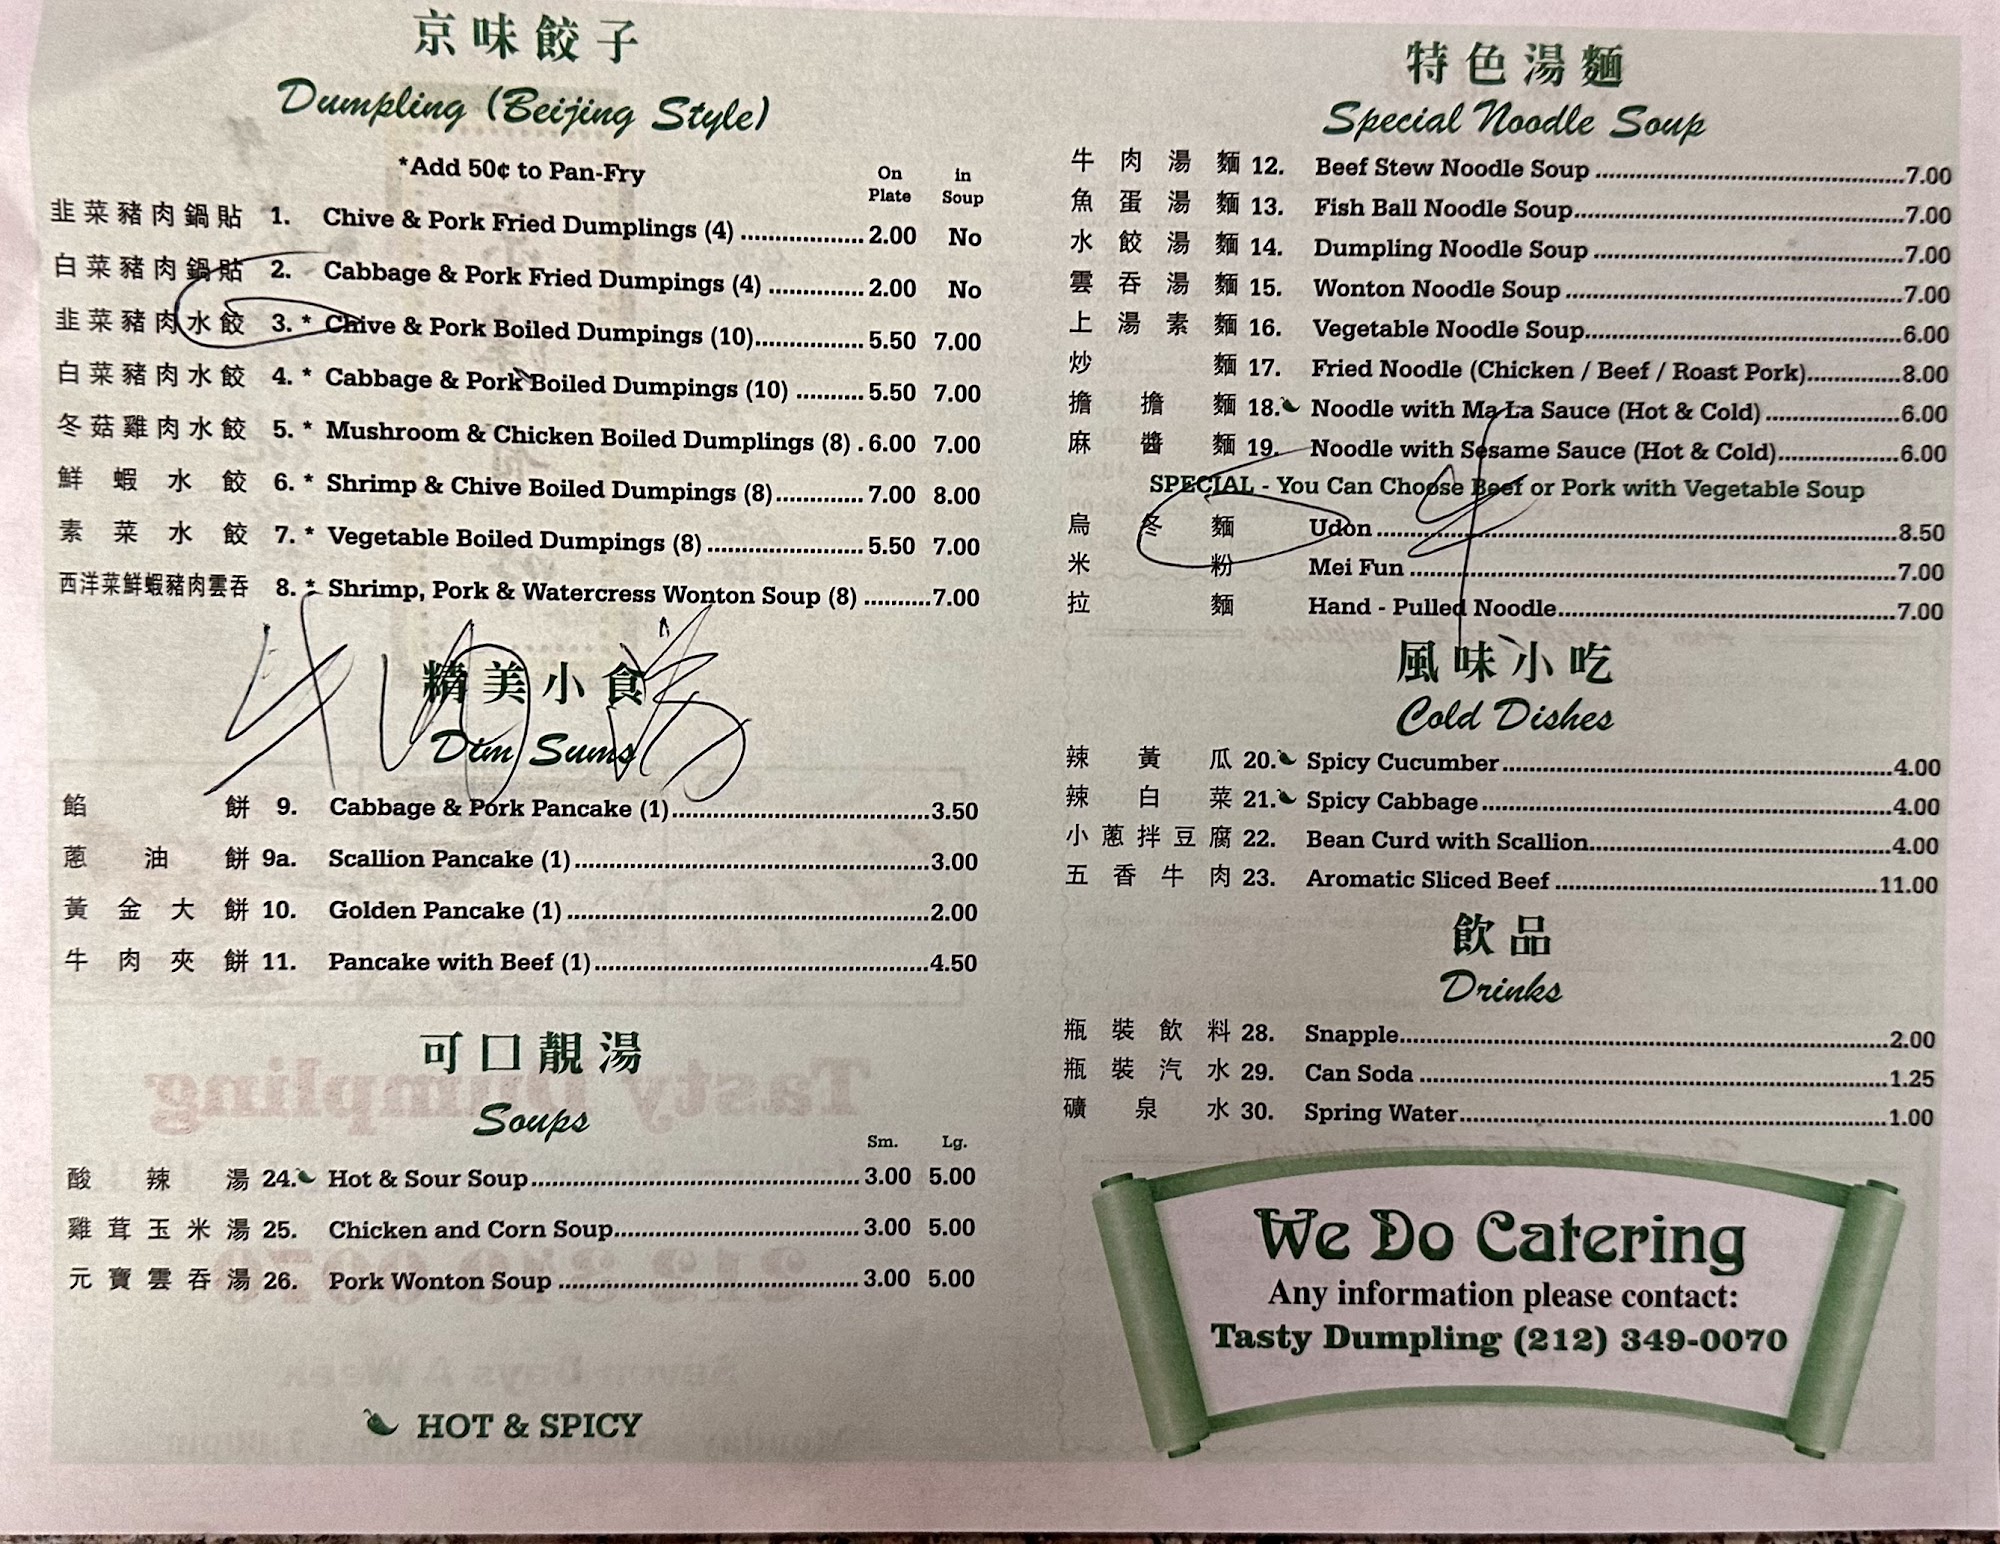 京味餃子
Dumpling (Beijing Style)
*Add 50¢ to Pan-Fry
On Plate in Soup
韭菜豬肉鍋貼 1. Chive & Pork Fried Dumplings (4) 2.00 No
白菜豬肉鍋貼 2. Cabbage & Pork Fried Dumpings (4) 2.00 No
韭菜豬肉水餃 3. * Chive & Pork Boiled Dumpings (10) 5.50 7.00
白菜豬肉水餃 4. * Cabbage & Pork Boiled Dumpings (10) 5.50 7.00
冬菇雞肉水餃 5. * Mushroom & Chicken Boiled Dumplings (8) 6.00 7.00
鮮蝦水餃 6. * Shrimp & Chive Boiled Dumpings (8) 7.00 8.00
素菜水餃 7. * Vegetable Boiled Dumpings (8) 5.50 7.00
西洋菜鮮蝦豬肉雲吞 8. * Shrimp, Pork & Watercress Wonton Soup (8) 7.00
牛肉湯
精美小食
Dim Sums
餡餅 9. Cabbage & Pork Pancake (1) 3.50
蔥油餅 9a. Scallion Pancake (1) 3.00
黃金大餅 10. Golden Pancake (1) 2.00
牛肉夾餅 11. Pancake with Beef (1) 4.50
可口靚湯
Soups
Sm. Lg.
酸辣湯 24. Hot & Sour Soup 3.00 5.00
雞茸玉米湯 25. Chicken and Corn Soup 3.00 5.00
元寶雲吞湯 26. Pork Wonton Soup 3.00 5.00
HOT & SPICY
特色湯麵
Special Noodle Soup
牛肉湯麵 12. Beef Stew Noodle Soup 7.00
魚蛋湯麵 13. Fish Ball Noodle Soup 7.00
水餃湯麵 14. Dumpling Noodle Soup 7.00
雲吞湯麵 15. Wonton Noodle Soup 7.00
上湯素麵 16. Vegetable Noodle Soup 6.00
炒麵 17. Fried Noodle (Chicken / Beef / Roast Pork) 8.00
擔擔麵 18. Noodle with Ma La Sauce (Hot & Cold) 6.00
麻醬麵 19. Noodle with Sesame Sauce (Hot & Cold) 6.00
SPECIAL - You Can Choose Beef or Pork with Vegetable Soup
烏冬麵 Udon 8.50
米粉 Mei Fun 7.00
拉麵 Hand - Pulled Noodle 7.00
風味小吃
Cold Dishes
辣黃瓜 20. Spicy Cucumber 4.00
辣白菜 21. Spicy Cabbage 4.00
小蔥拌豆腐 22. Bean Curd with Scallion 4.00
五香牛肉 23. Aromatic Sliced Beef 11.00
飲品
Drinks
瓶裝飲料 28. Snapple 2.00
瓶裝汽水 29. Can Soda 1.25
礦泉水 30. Spring Water 1.00
We Do Catering
Any information please contact:
Tasty Dumpling (212) 349-0070